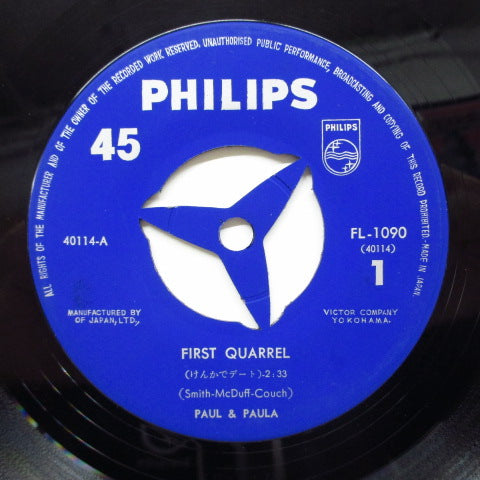 ALL RIGHTS OF THE MANUFACTURER AND OF THE OWNER OF THE RECORDED WORK RESERVED. UNAUTHORISED PUBLIC PERFORMANCE, BROADCASTING AND COPYING OF THIS RECORD PROHIBITED. MADE IN JAPAN.
PHILIPS
45
PHILIPS
40114-A
FL-1090
(40114)
1
MANUFACTURED BY VICTOR COMPANY
OF JAPAN, LTD, YOKOHAMA.
FIRST QUARREL
(けんかでデート)-2:33
(Smith-McDuff-Couch)
PAUL & PAULA